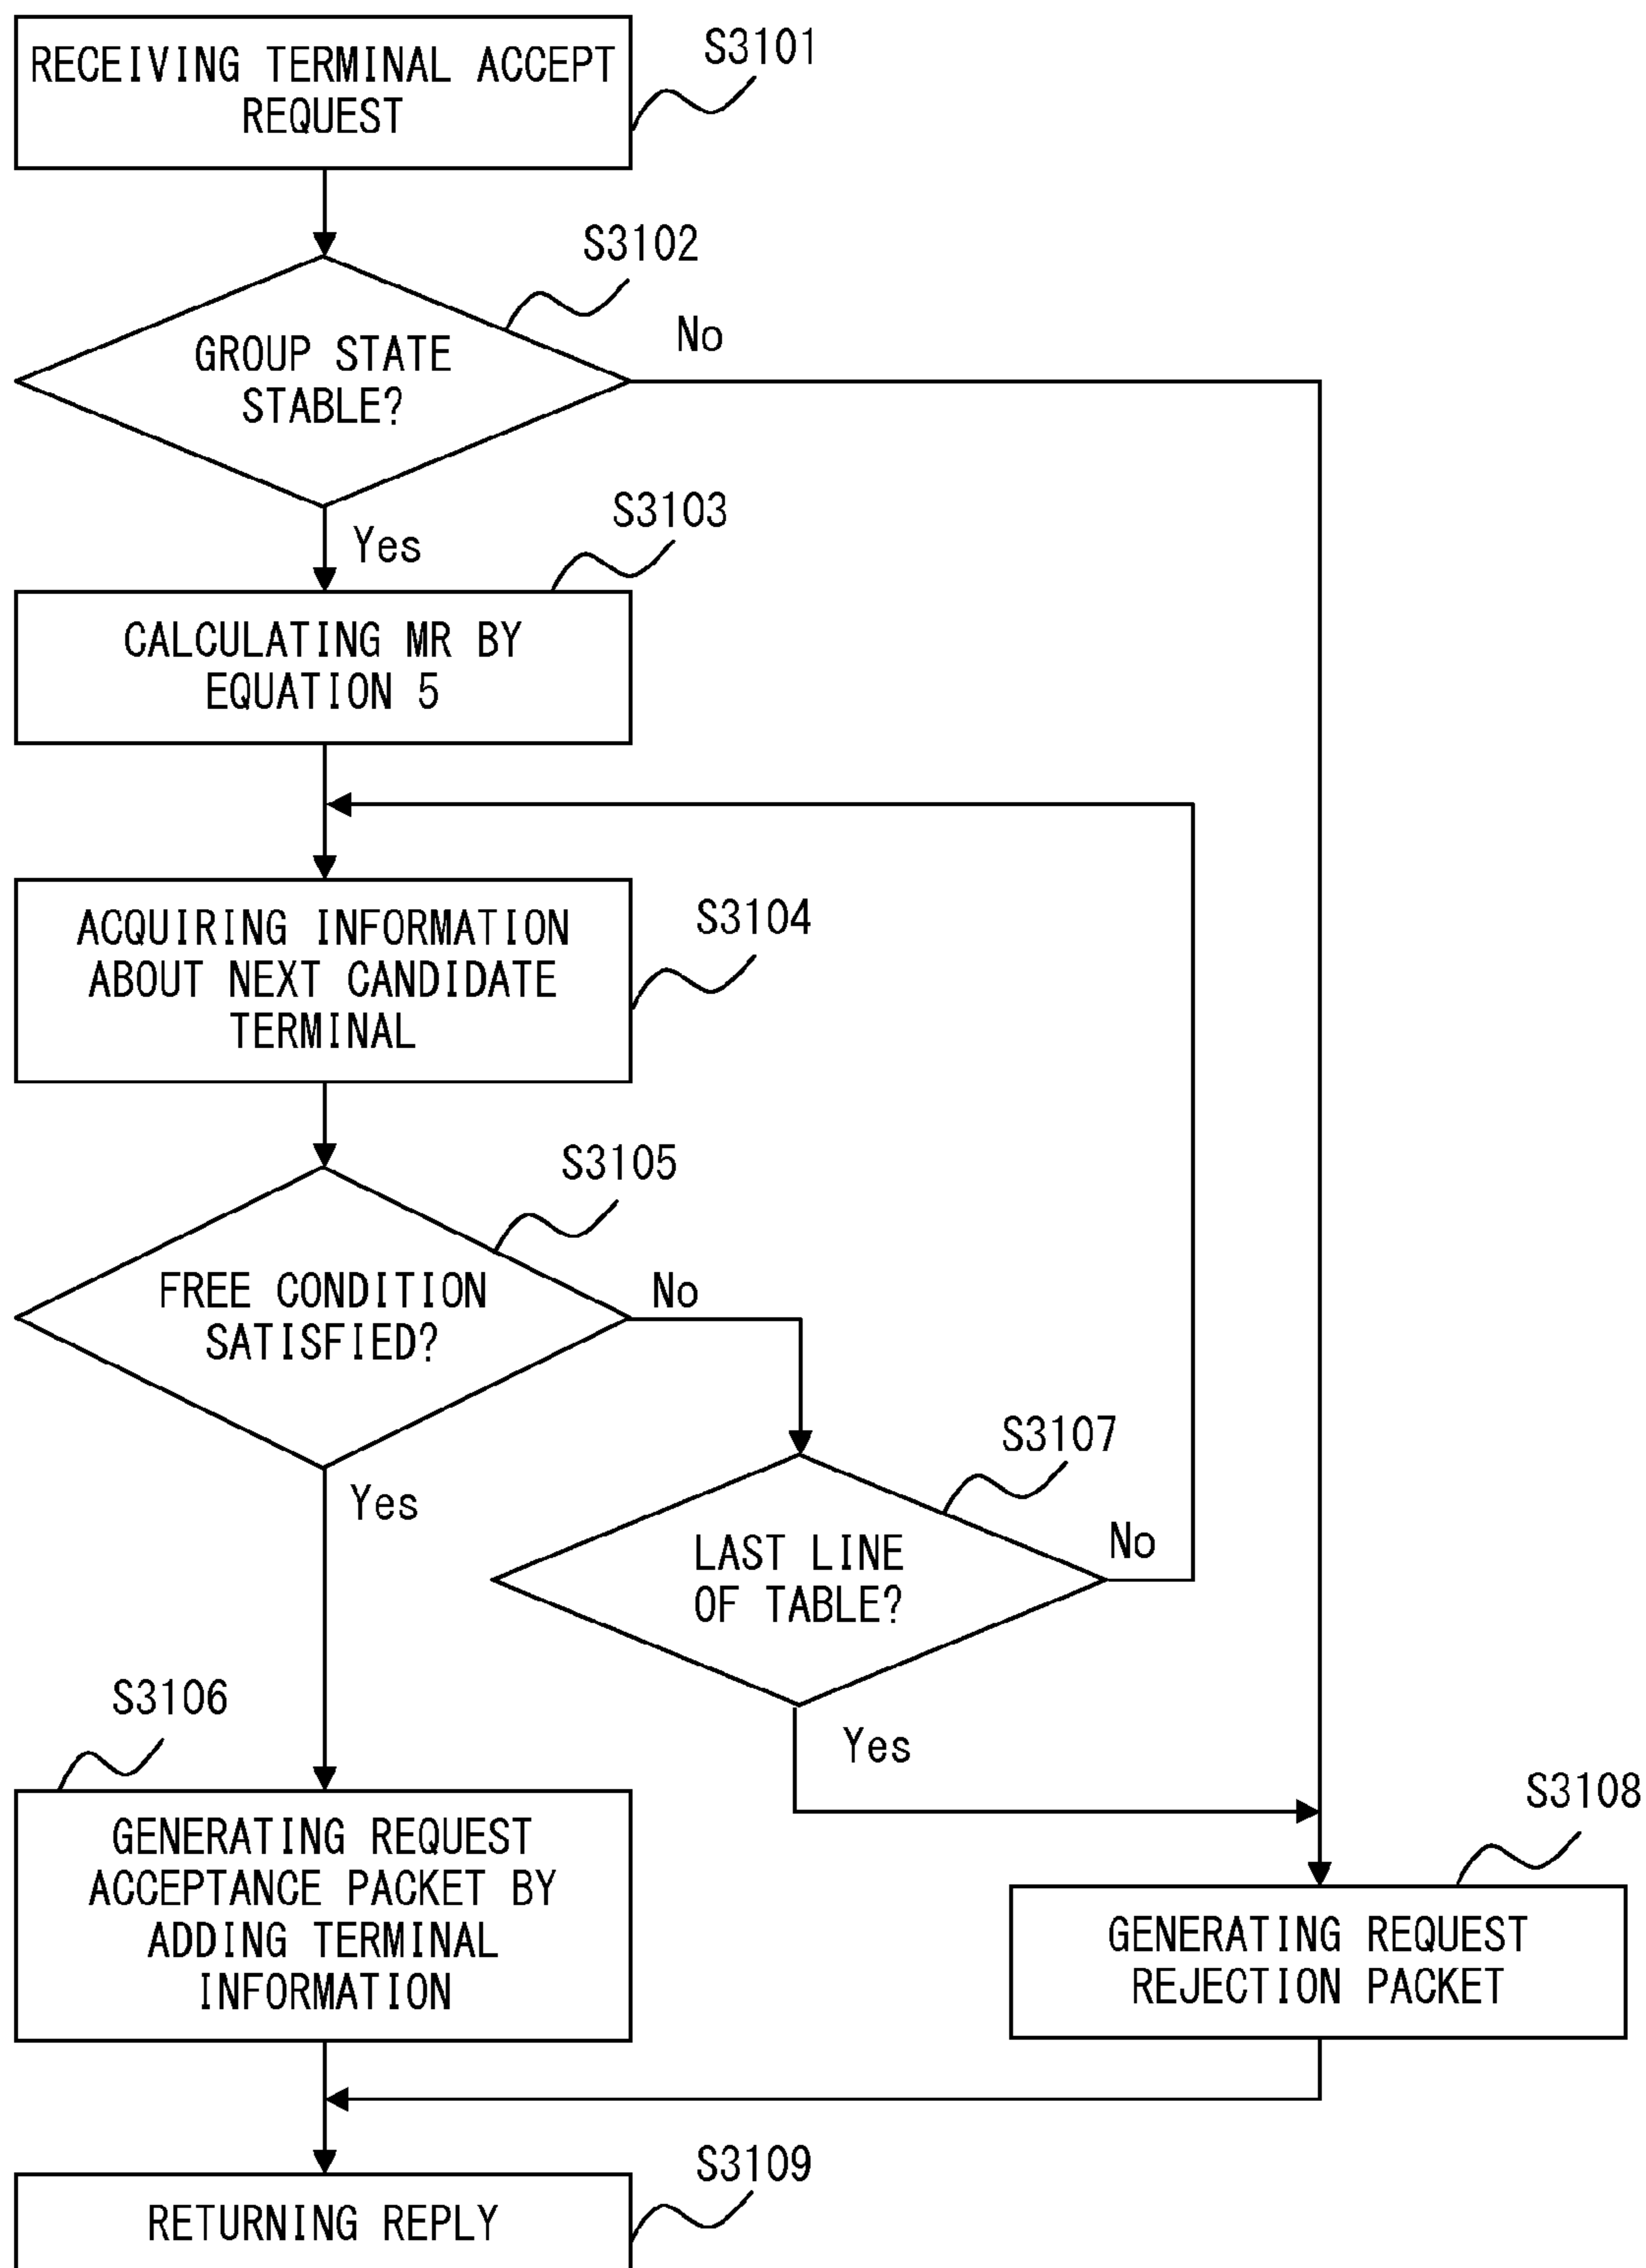 RECEIVING TERMINAL ACCEPT
REQUEST
S3101
S3102
GROUP STATE
STABLE?
No
Yes
S3103
CALCULATING MR BY
EQUATION 5
ACQUIRING INFORMATION
ABOUT NEXT CANDIDATE
TERMINAL
S3104
S3105
FREE CONDITION
SATISFIED?
No
Yes
S3107
LAST LINE
OF TABLE?
No
Yes
S3106
GENERATING REQUEST
ACCEPTANCE PACKET BY
ADDING TERMINAL
INFORMATION
S3108
GENERATING REQUEST
REJECTION PACKET
S3109
RETURNING REPLY